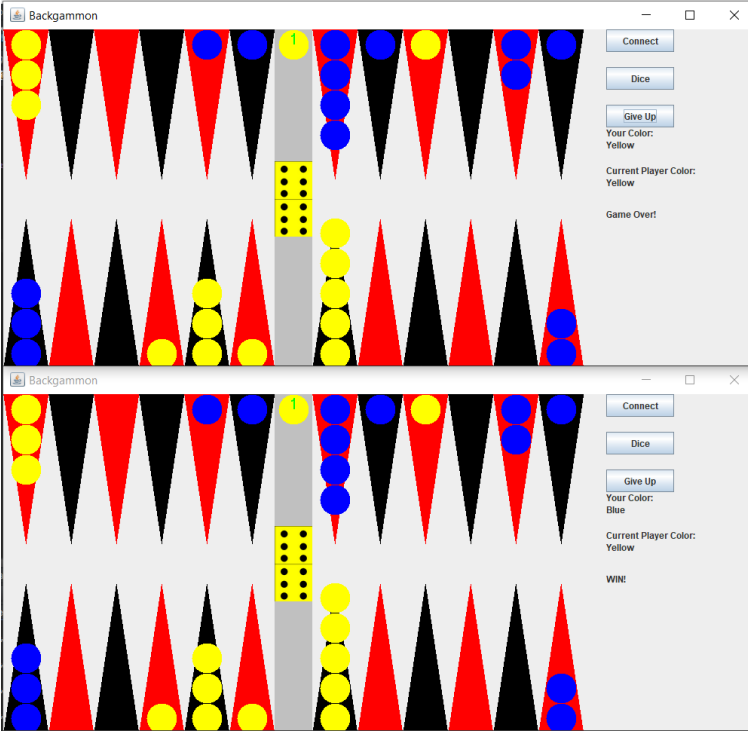 Backgammon
1
Connect
Dice
Give Up
Your Color:
Yellow
Current Player Color:
Yellow
Game Over!
Backgammon
1
Connect
Dice
Give Up
Your Color:
Blue
Current Player Color:
Yellow
WIN!